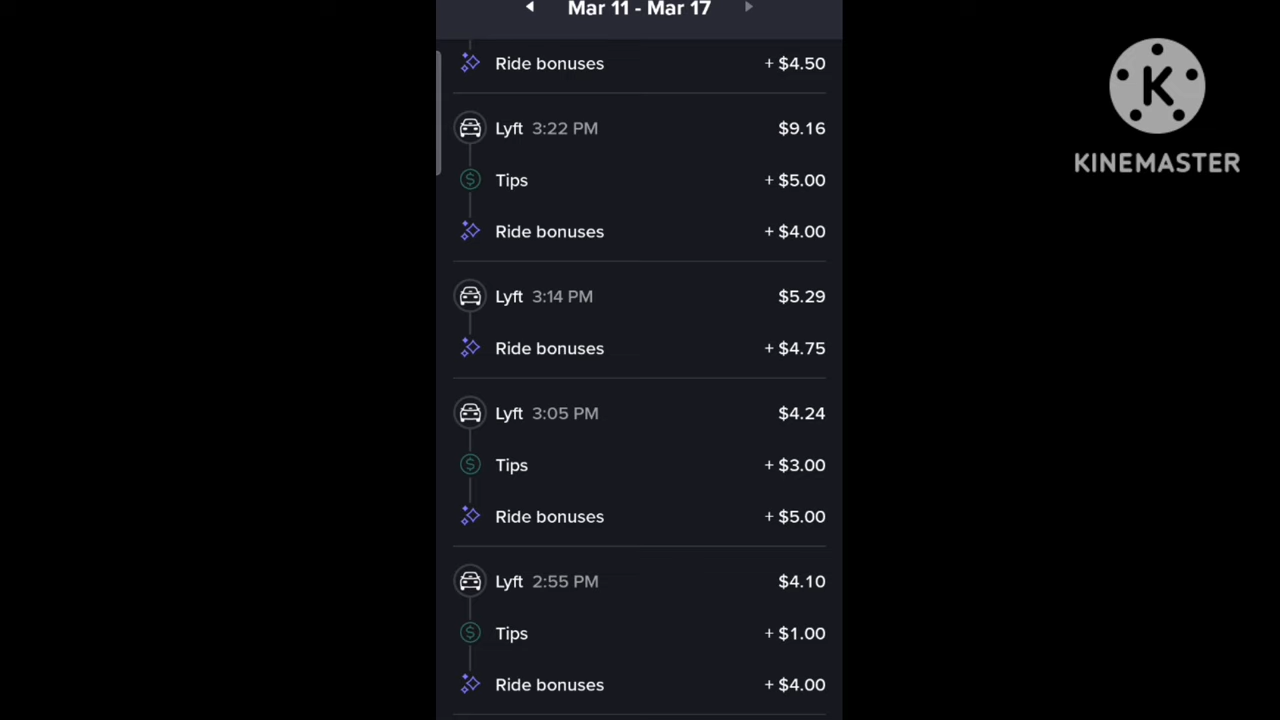 Mar 11 - Mar 17
Ride bonuses + $4.50
Lyft 3:22 PM $9.16
Tips + $5.00
Ride bonuses + $4.00
Lyft 3:14 PM $5.29
Ride bonuses + $4.75
Lyft 3:05 PM $4.24
Tips + $3.00
Ride bonuses + $5.00
Lyft 2:55 PM $4.10
Tips + $1.00
Ride bonuses + $4.00
K
KINEMASTER